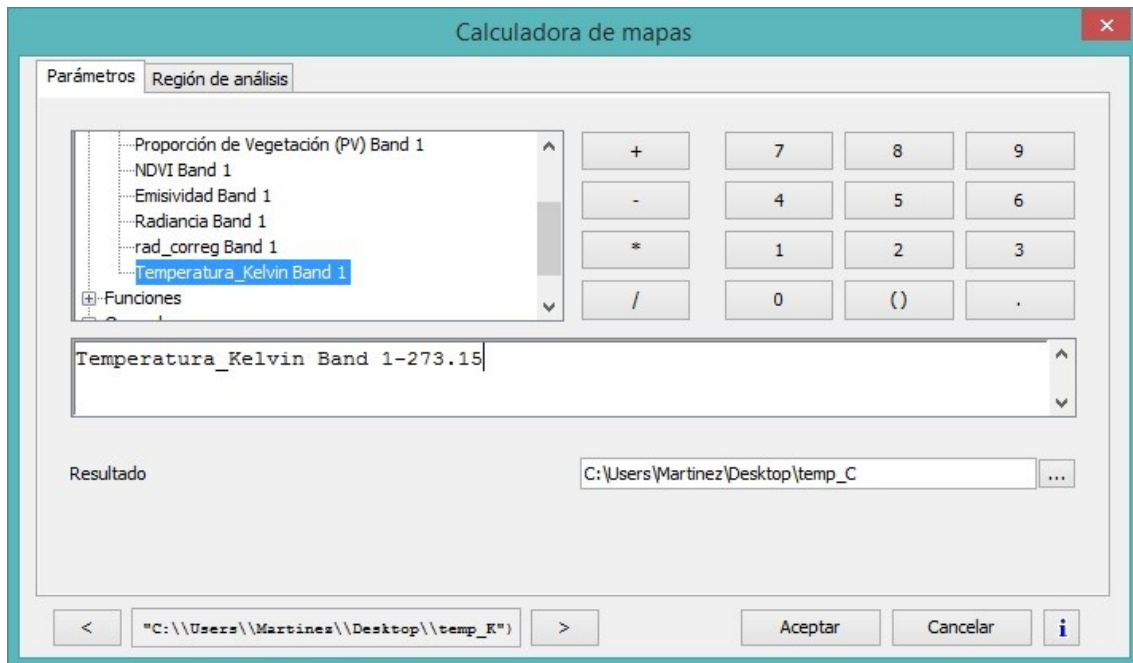 Calculadora de mapas
Parámetros
Región de análisis
Proporción de Vegetación (PV) Band 1
NDVI Band 1
Emisividad Band 1
Radiancia Band 1
rad_correg Band 1
Temperatura_Kelvin Band 1
Funciones
+ 7 8 9
- 4 5 6
* 1 2 3
/ 0 () .
Temperatura_Kelvin Band 1-273.15
Resultado
C:\Users\Martinez\Desktop\temp_C
...
< "C:\\Users\\Martinez\\Desktop\\temp_K") > Aceptar Cancelar i